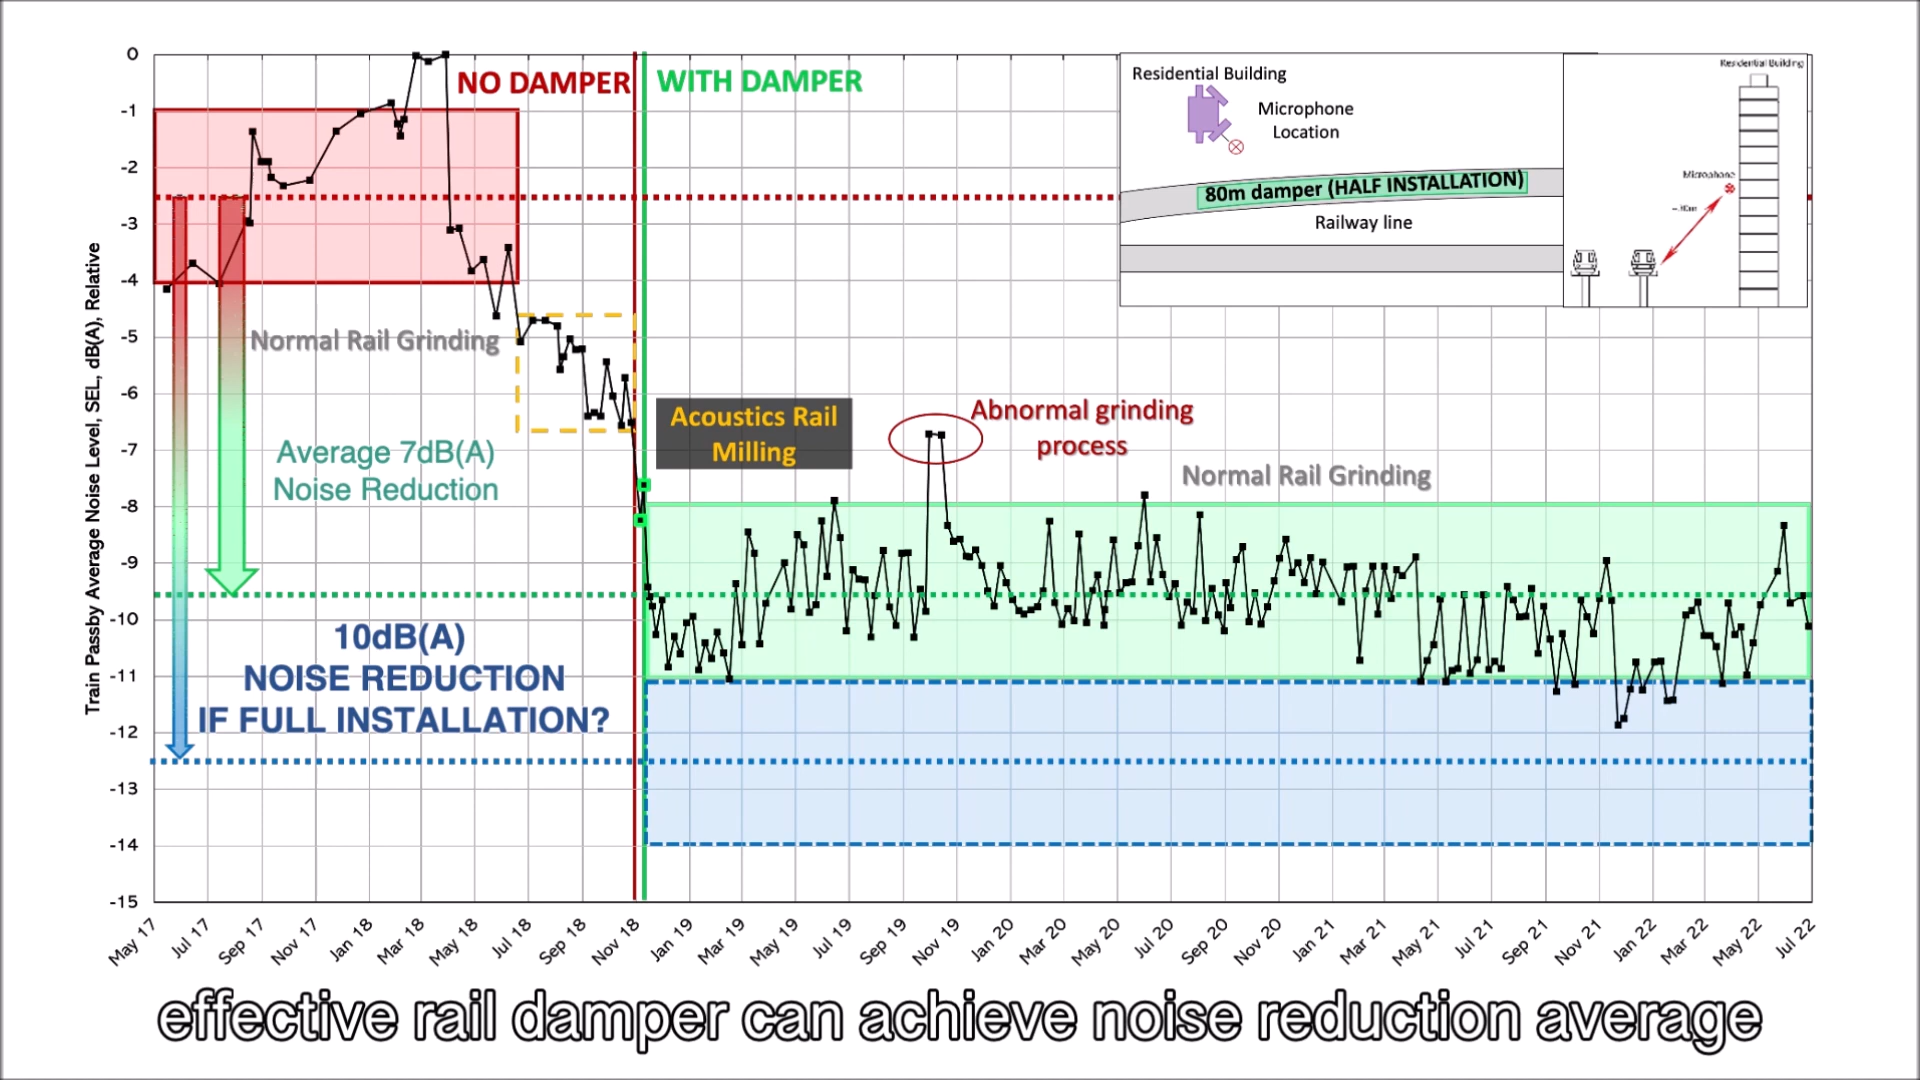 NO DAMPER
WITH DAMPER
Residential Building
Microphone
Location
80m damper (HALF INSTALLATION)
Railway line
Residential Building
Microphone
Train Passby Average Noise Level, SEL, dB(A), Relative
0
-1
-2
-3
-4
-5
-6
-7
-8
-9
-10
-11
-12
-13
-14
-15
Normal Rail Grinding
Average 7dB(A)
Noise Reduction
10dB(A)
NOISE REDUCTION
IF FULL INSTALLATION?
Acoustics Rail
Milling
Abnormal grinding
process
Normal Rail Grinding
May 17
Jul 17
Sep 17
Nov 17
Jan 18
Mar 18
May 18
Jul 18
Sep 18
Nov 18
Jan 19
Mar 19
May 19
Jul 19
Sep 19
Nov 19
Jan 20
Mar 20
May 20
Jul 20
Sep 20
Nov 20
Jan 21
Mar 21
May 21
Jul 21
Sep 21
Nov 21
Jan 22
Mar 22
May 22
Jul 22
effective rail damper can achieve noise reduction average